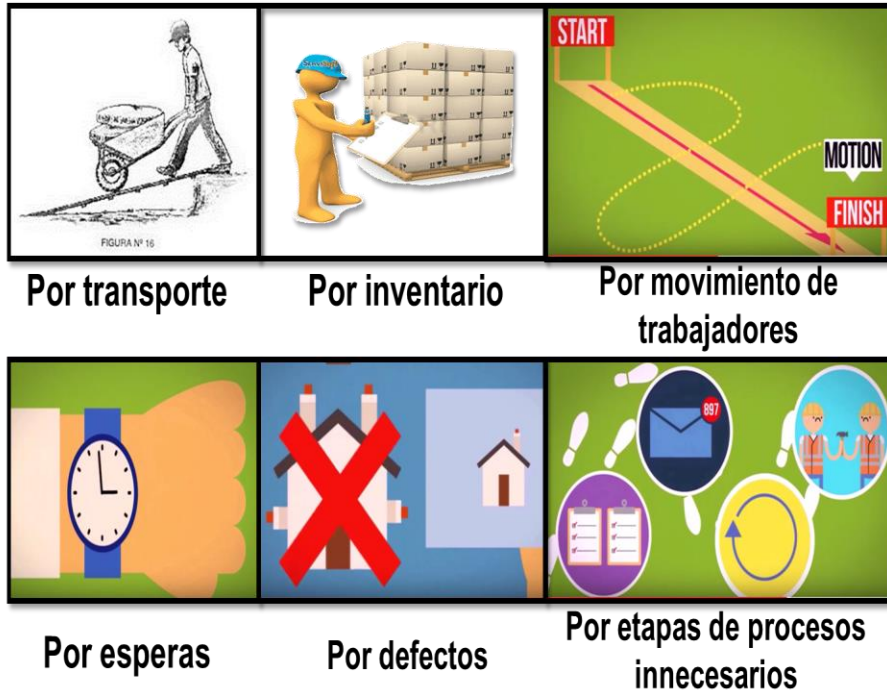 START
MOTION
FINISH
FIGURA Nº 16
Por transporte
Por inventario
Por movimiento de
trabajadores
897
Por esperas
Por defectos
Por etapas de procesos
innecesarios